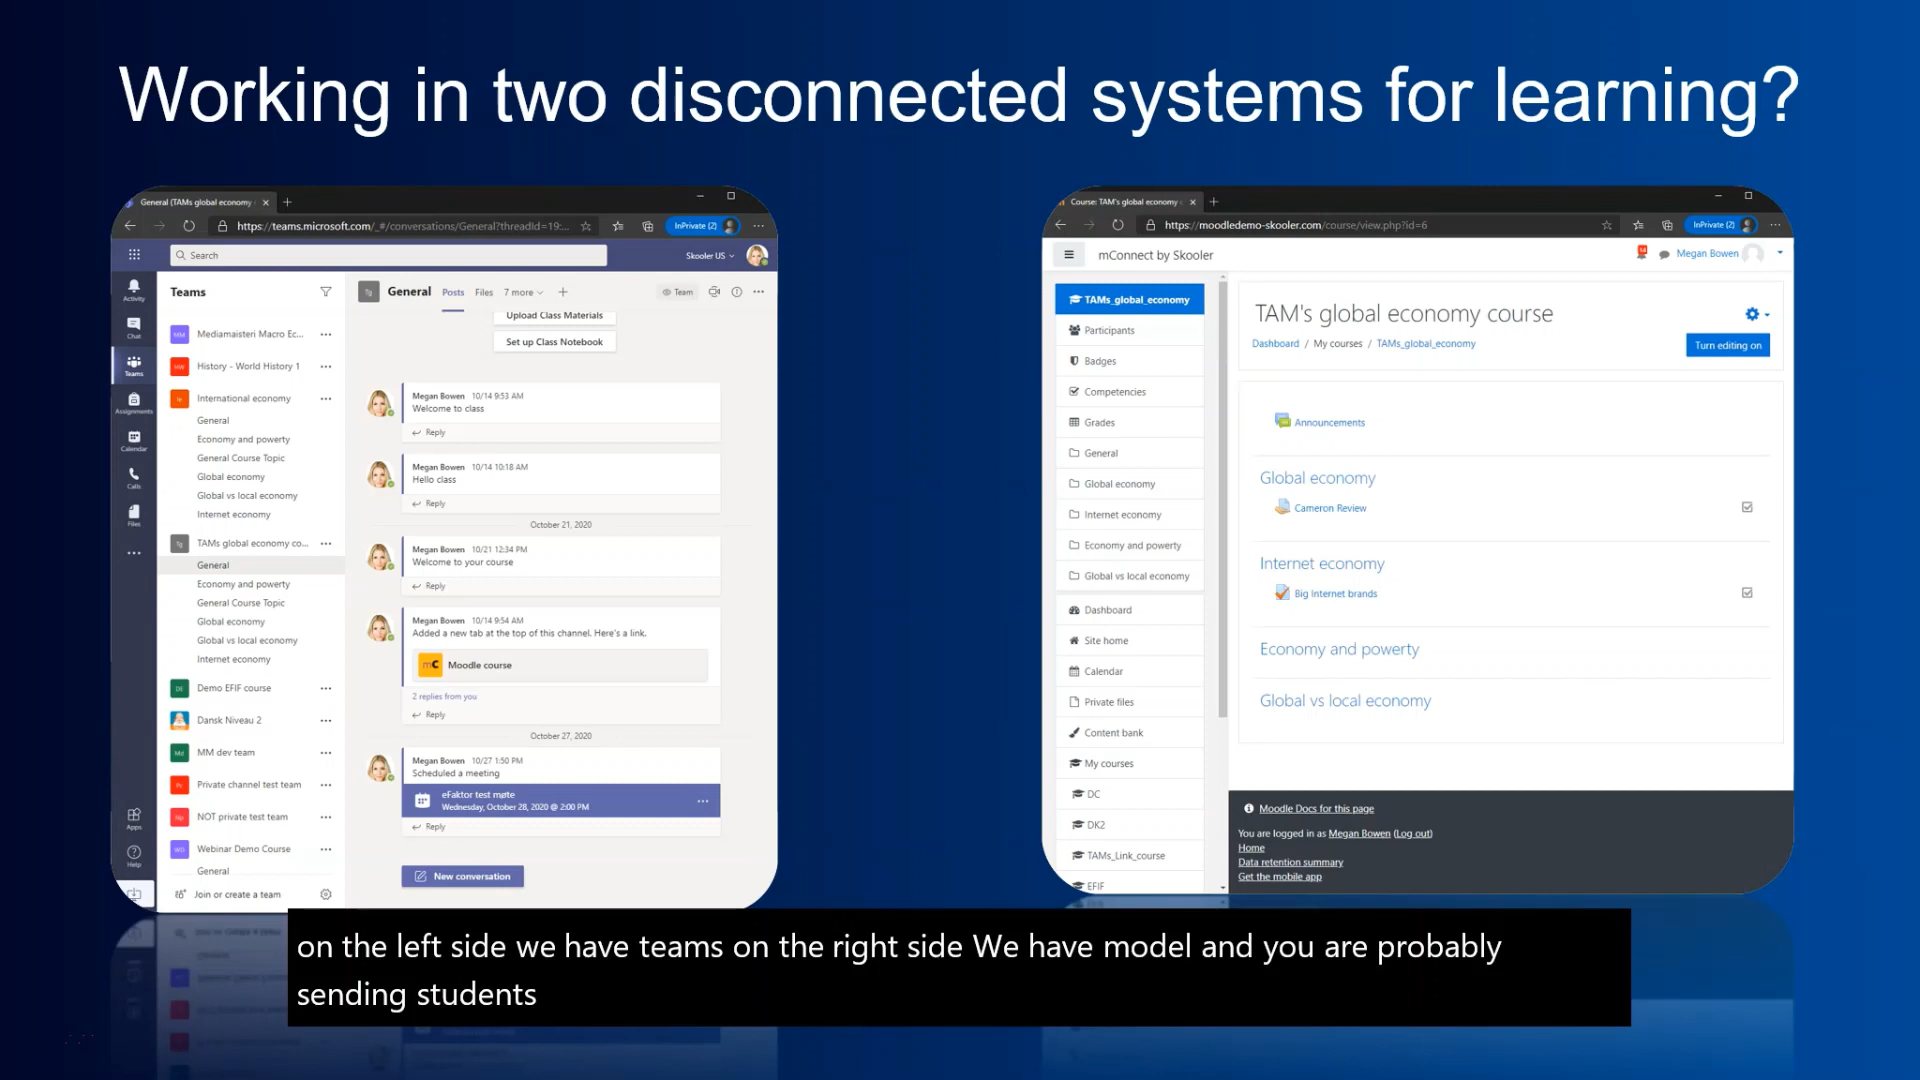 Working in two disconnected systems for learning?
General (TAMs global economy
https://teams.microsoft.com/_#/conversations/General?threadId=19:...
InPrivate (2)
Search
Skooler US
Activity
Chat
Teams
Assignments
Calendar
Calls
Files
Apps
Help
Teams
Mediamaisteri Macro Ec...
History - World History 1
International economy
General
Economy and powerty
General Course Topic
Global economy
Global vs local economy
Internet economy
TAMs global economy co...
General
Economy and powerty
General Course Topic
Global economy
Global vs local economy
Internet economy
Demo EFIF course
Dansk Niveau 2
MM dev team
Private channel test team
NOT private test team
Webinar Demo Course
General
Join or create a team
General Posts Files 7 more
Team
Upload Class Materials
Set up Class Notebook
Megan Bowen 10/14 9:53 AM
Welcome to class
Reply
Megan Bowen 10/14 10:18 AM
Hello class
Reply
October 21, 2020
Megan Bowen 10/21 12:34 PM
Welcome to your course
Reply
Megan Bowen 10/14 9:54 AM
Added a new tab at the top of this channel. Here's a link.
mC Moodle course
2 replies from you
Reply
October 27, 2020
Megan Bowen 10/27 1:50 PM
Scheduled a meeting
eFaktor test møte
Wednesday, October 28, 2020 @ 2:00 PM
Reply
New conversation
Course: TAM's global economy
https://moodledemo-skooler.com/course/view.php?id=6
InPrivate (2)
mConnect by Skooler
Megan Bowen
TAMs_global_economy
Participants
Badges
Competencies
Grades
General
Global economy
Internet economy
Economy and powerty
Global vs local economy
Dashboard
Site home
Calendar
Private files
Content bank
My courses
DC
DK2
TAMs_Link_course
EFIF
TAM's global economy course
Dashboard / My courses / TAMs_global_economy
Turn editing on
Announcements
Global economy
Cameron Review
Internet economy
Big Internet brands
Economy and powerty
Global vs local economy
Moodle Docs for this page
You are logged in as Megan Bowen (Log out)
Home
Data retention summary
Get the mobile app
on the left side we have teams on the right side We have model and you are probably
sending students